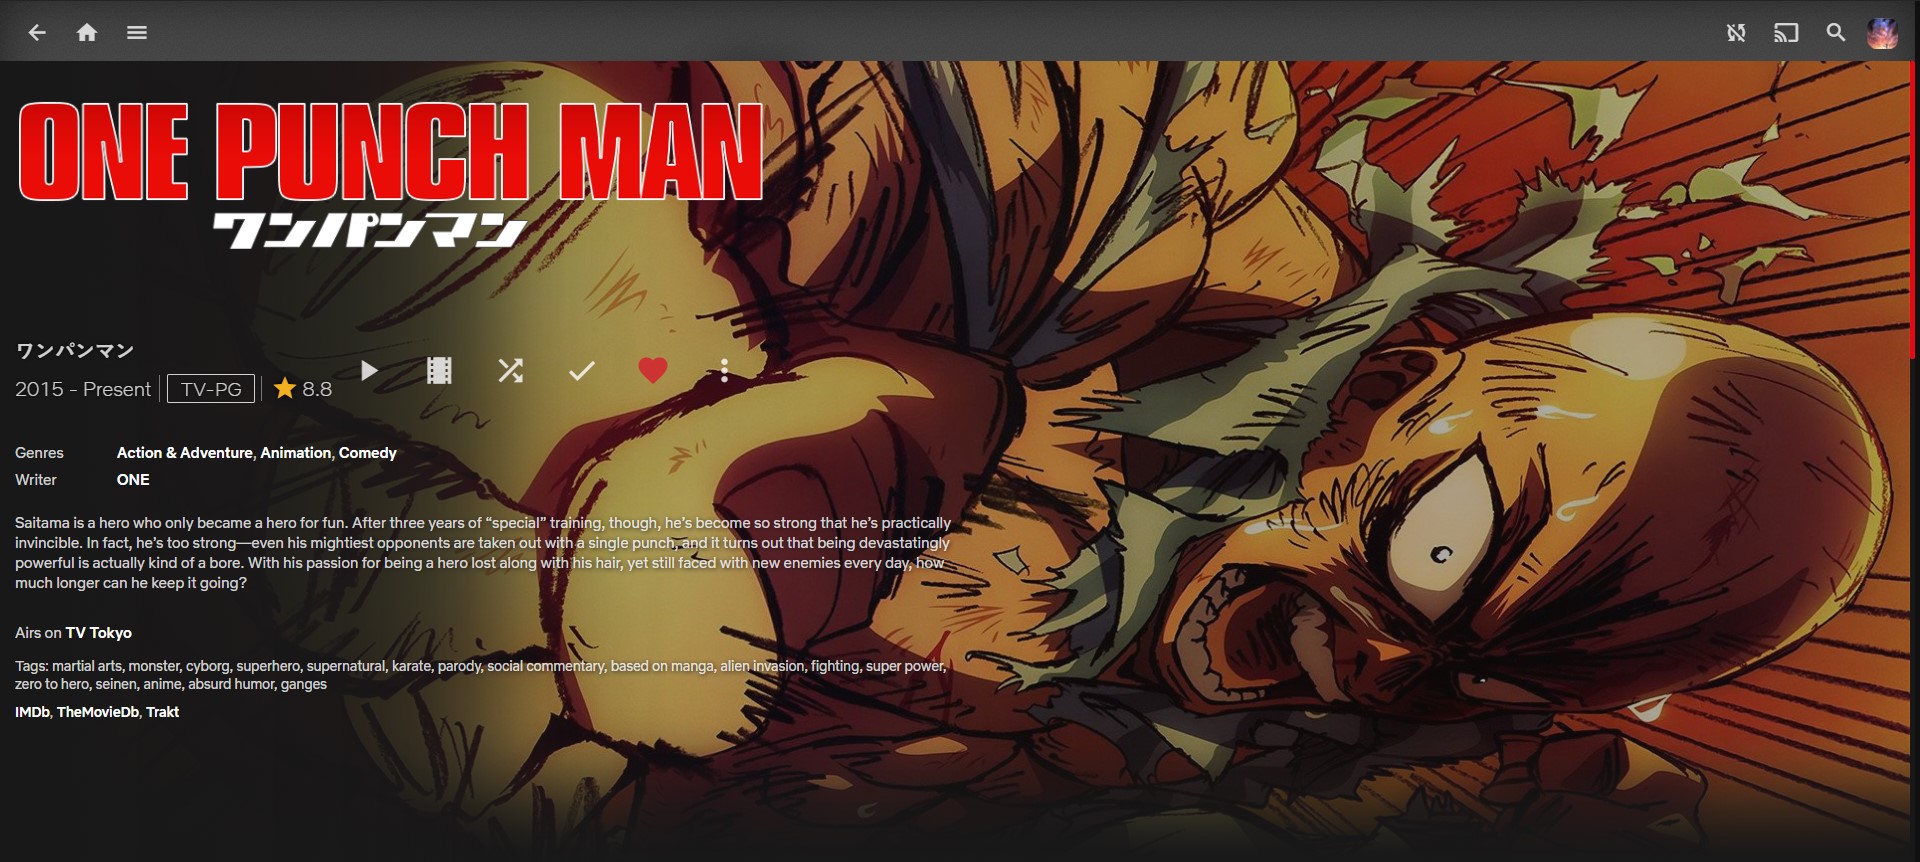 ONE PUNCH MAN
ワンパンマン
ワンパンマン
2015 - Present TV-PG 8.8
Genres Action & Adventure, Animation, Comedy
Writer ONE
Saitama is a hero who only became a hero for fun. After three years of “special” training, though, he’s become so strong that he’s practically
invincible. In fact, he’s too strong—even his mightiest opponents are taken out with a single punch, and it turns out that being devastatingly
powerful is actually kind of a bore. With his passion for being a hero lost along with his hair, yet still faced with new enemies every day, how
much longer can he keep it going?
Airs on TV Tokyo
Tags: martial arts, monster, cyborg, superhero, supernatural, karate, parody, social commentary, based on manga, alien invasion, fighting, super power,
zero to hero, seinen, anime, absurd humor, ganges
IMDb, TheMovieDb, Trakt